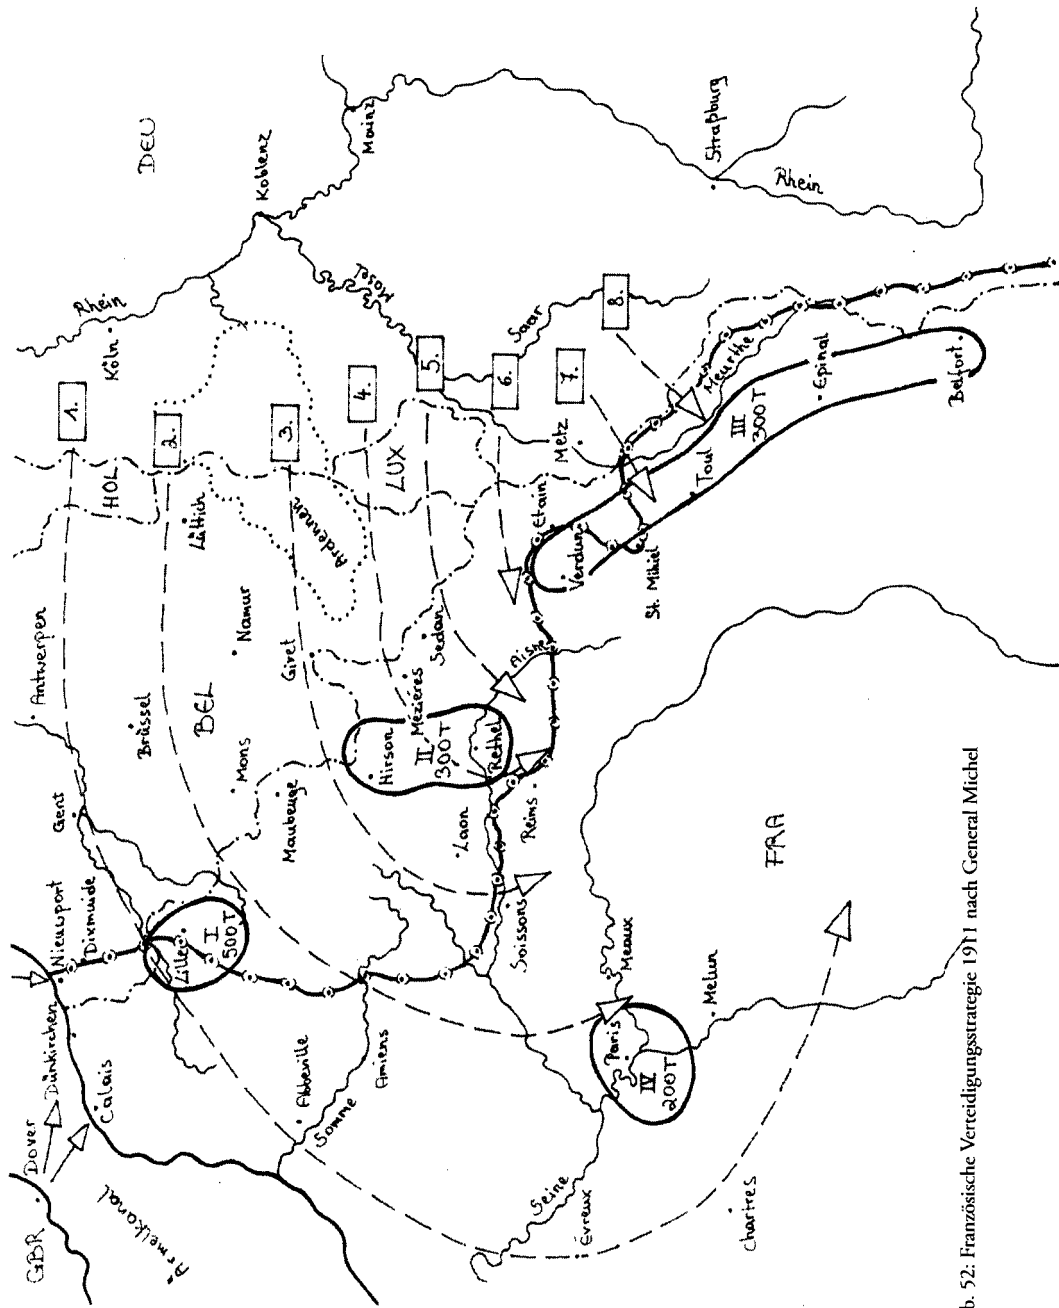 GBR
Dover
Ärmelkanal
Dünkirchen
Calais
Nieuwport
Dixmuide
Gent
Antwerpen
HOL
1.
Köln
Rhein
DEU
Lille
I
500T
Brüssel
BEL
2.
Lüttich
Mons
Namur
Maubeuge
Givet
Ardennen
3.
Koblenz
Abbeville
Somme
Amiens
Hirson
II
300T
Mézières
Sedan
4.
LUX
5.
Mosel
Mainz
Laon
Rethel
Aisne
6.
Saar
Soissons
Reims
Etain
Verdun
Metz
7.
8.
Seine
Évreux
Paris
IV
200T
Meaux
Melun
St. Mihiel
Toul
III
300T
Meurthe
Epinal
Belfort
Straßburg
Rhein
Chartres
FRA
b. 52: Französische Verteidigungsstrategie 1911 nach General Michel